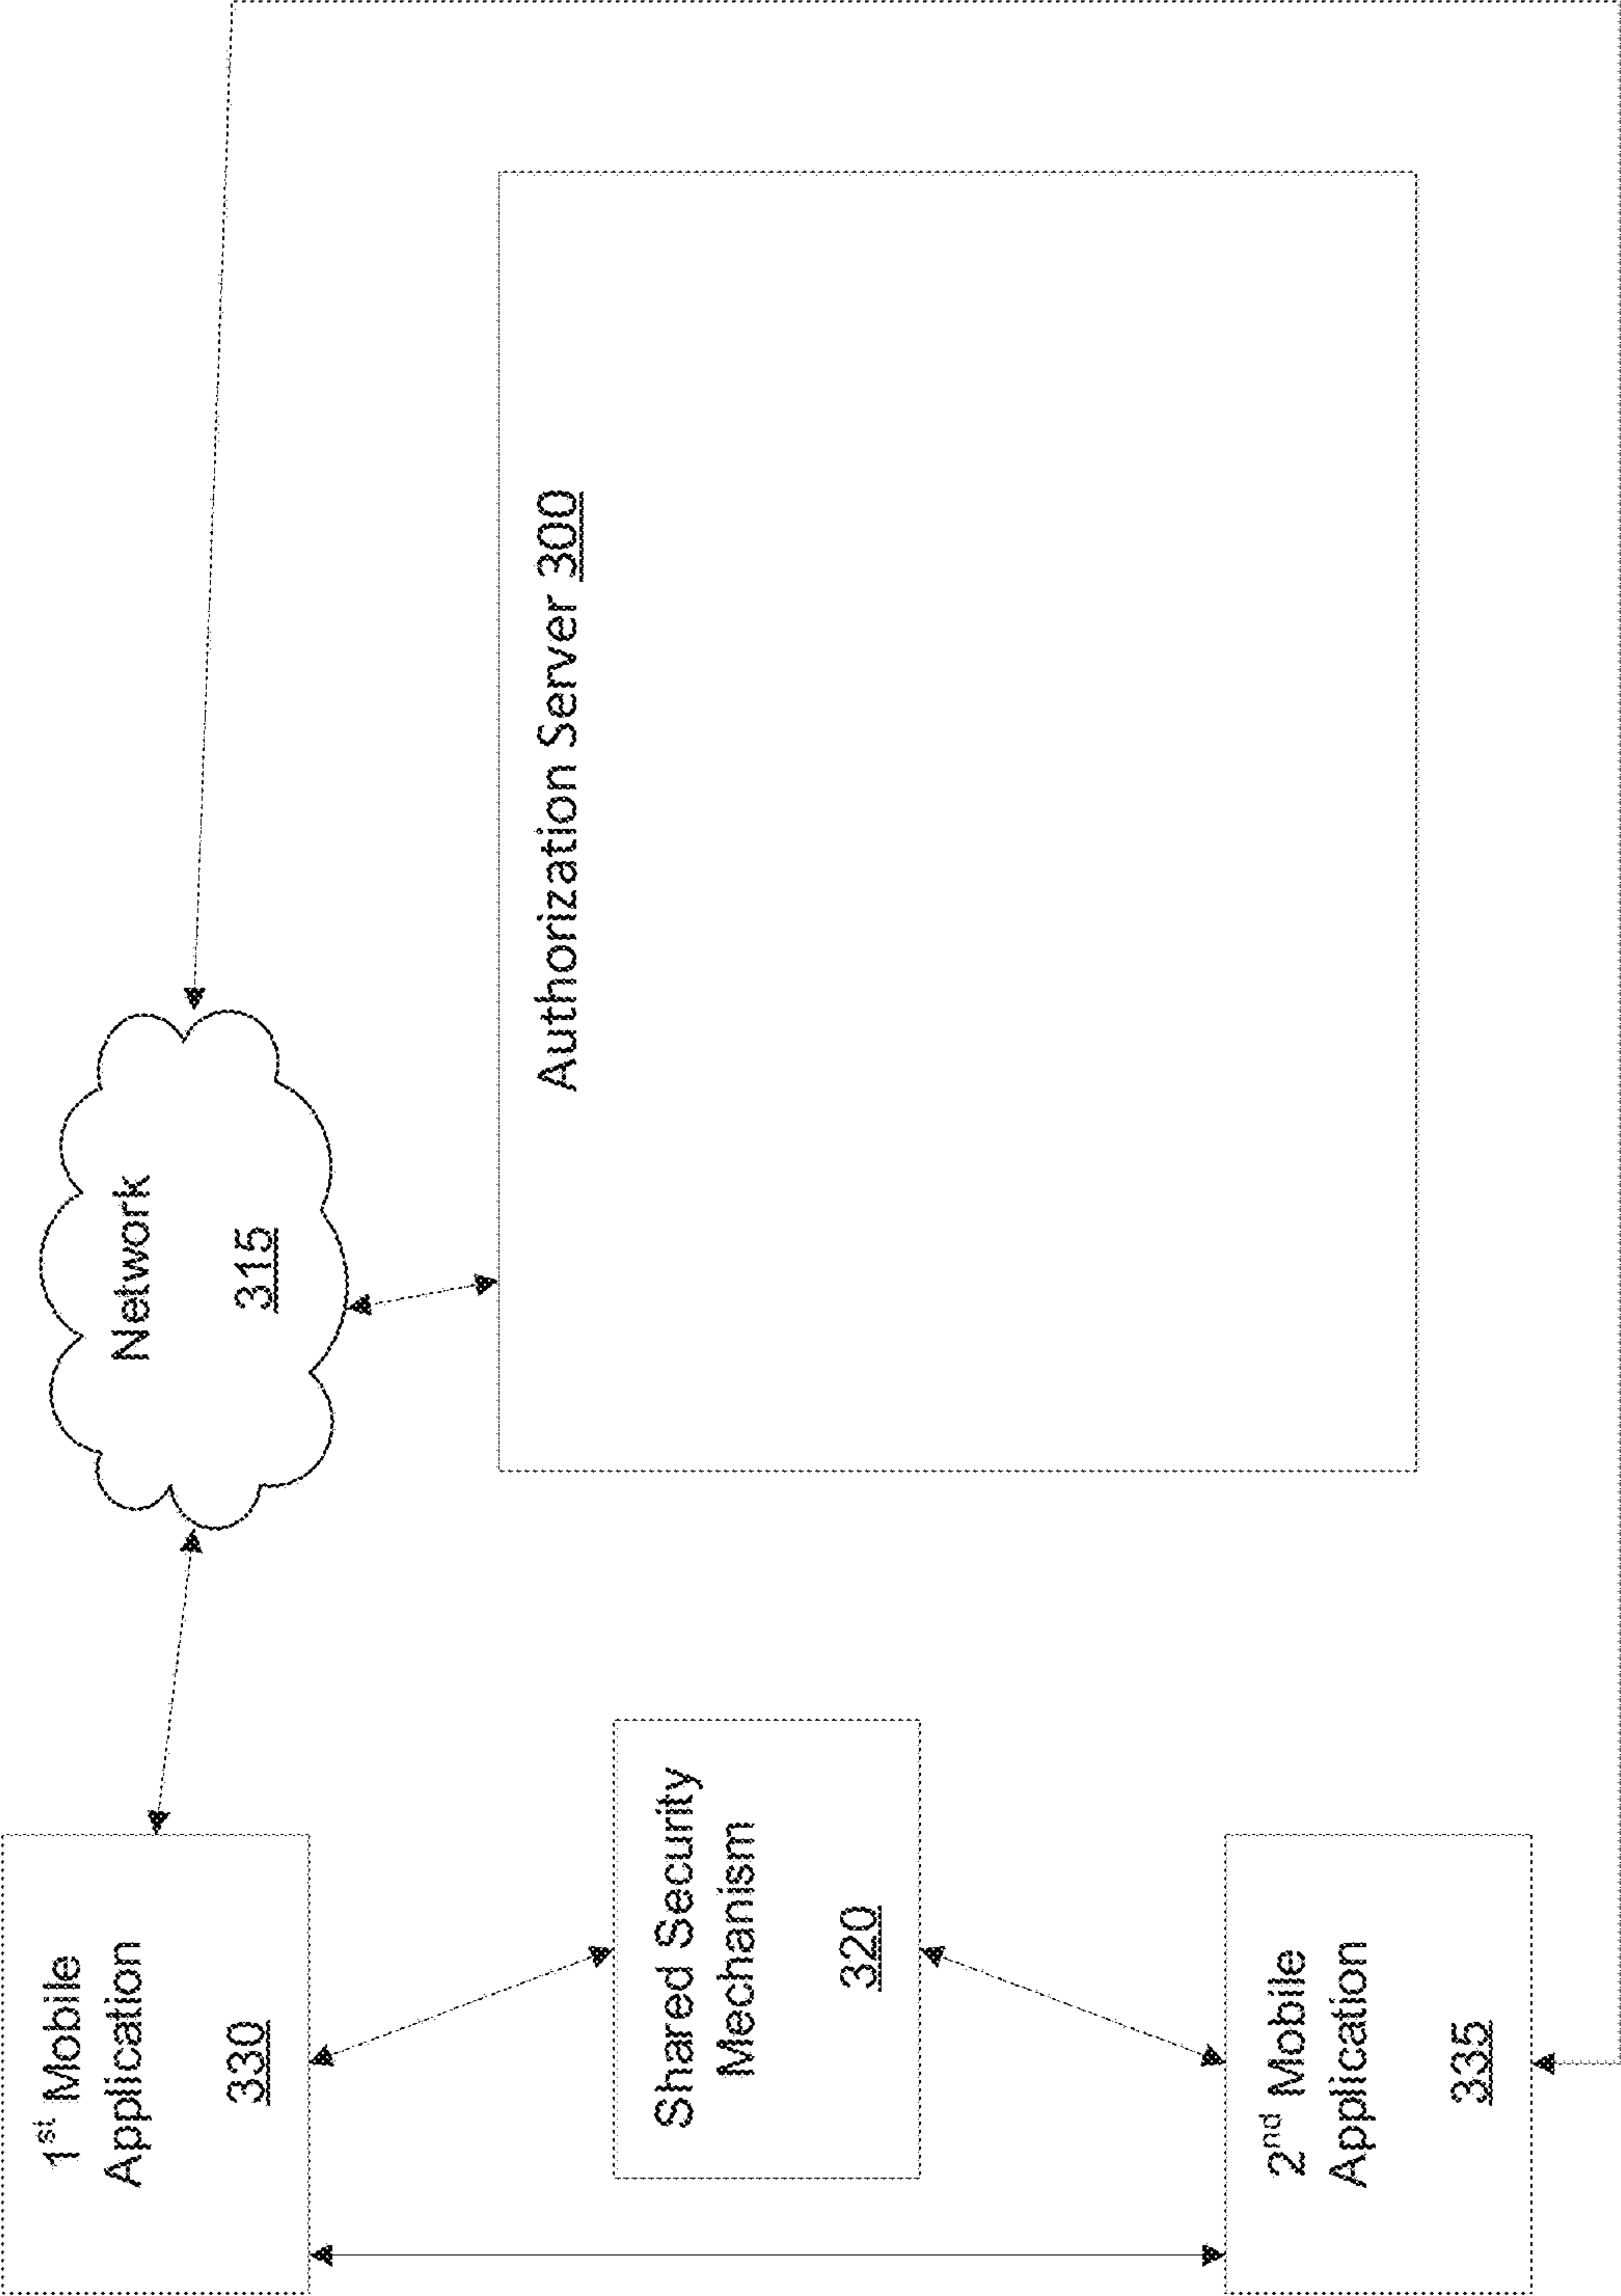 1st Mobile
Application
330
Network
315
Shared Security
Mechanism
320
Authorization Server 300
2nd Mobile
Application
335